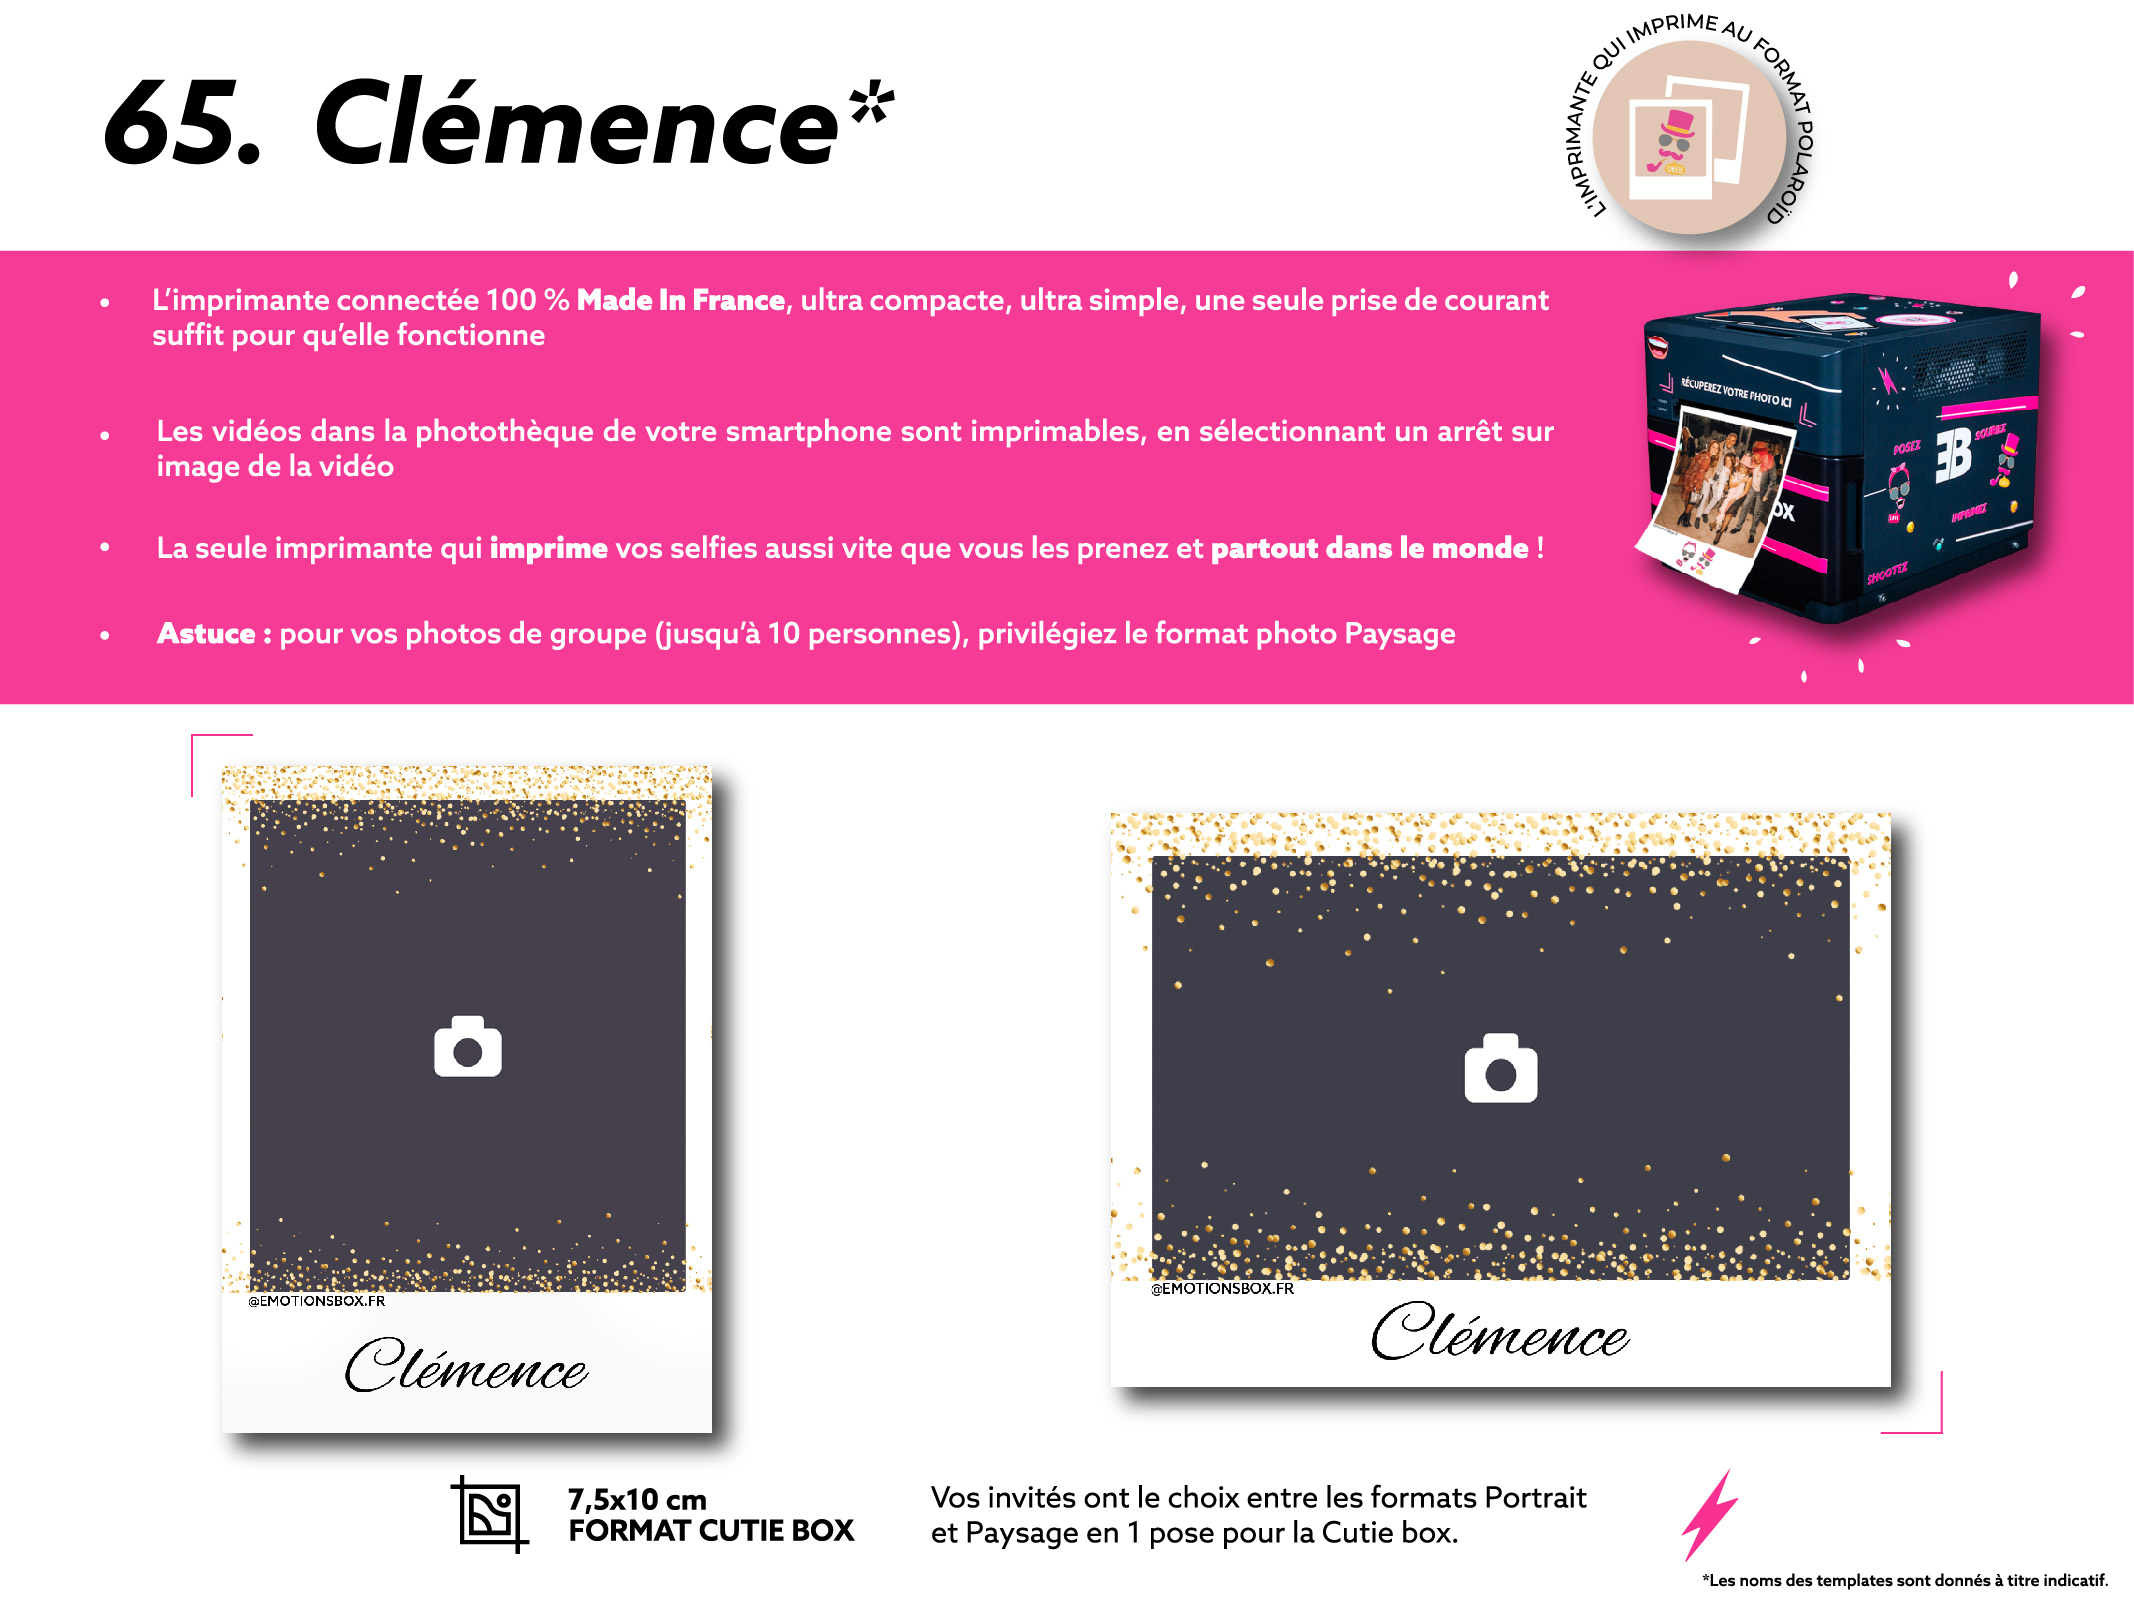 65. Clémence*
L'IMPRIMANTE QUI IMPRIME AU FORMAT POLAROÏD
• L'imprimante connectée 100 % Made In France, ultra compacte, ultra simple, une seule prise de courant
suffit pour qu'elle fonctionne
• Les vidéos dans la photothèque de votre smartphone sont imprimables, en sélectionnant un arrêt sur
image de la vidéo
• La seule imprimante qui imprime vos selfies aussi vite que vous les prenez et partout dans le monde !
• Astuce : pour vos photos de groupe (jusqu'à 10 personnes), privilégiez le format photo Paysage
RÉCUPEREZ VOTRE PHOTO ICI
POSEZ
EB
SOURIEZ
IMPRIMEZ
SHOOTEZ
OX
@EMOTIONSBOX.FR
Clémence
@EMOTIONSBOX.FR
Clémence
7,5x10 cm
FORMAT CUTIE BOX
Vos invités ont le choix entre les formats Portrait
et Paysage en 1 pose pour la Cutie box.
*Les noms des templates sont donnés à titre indicatif.